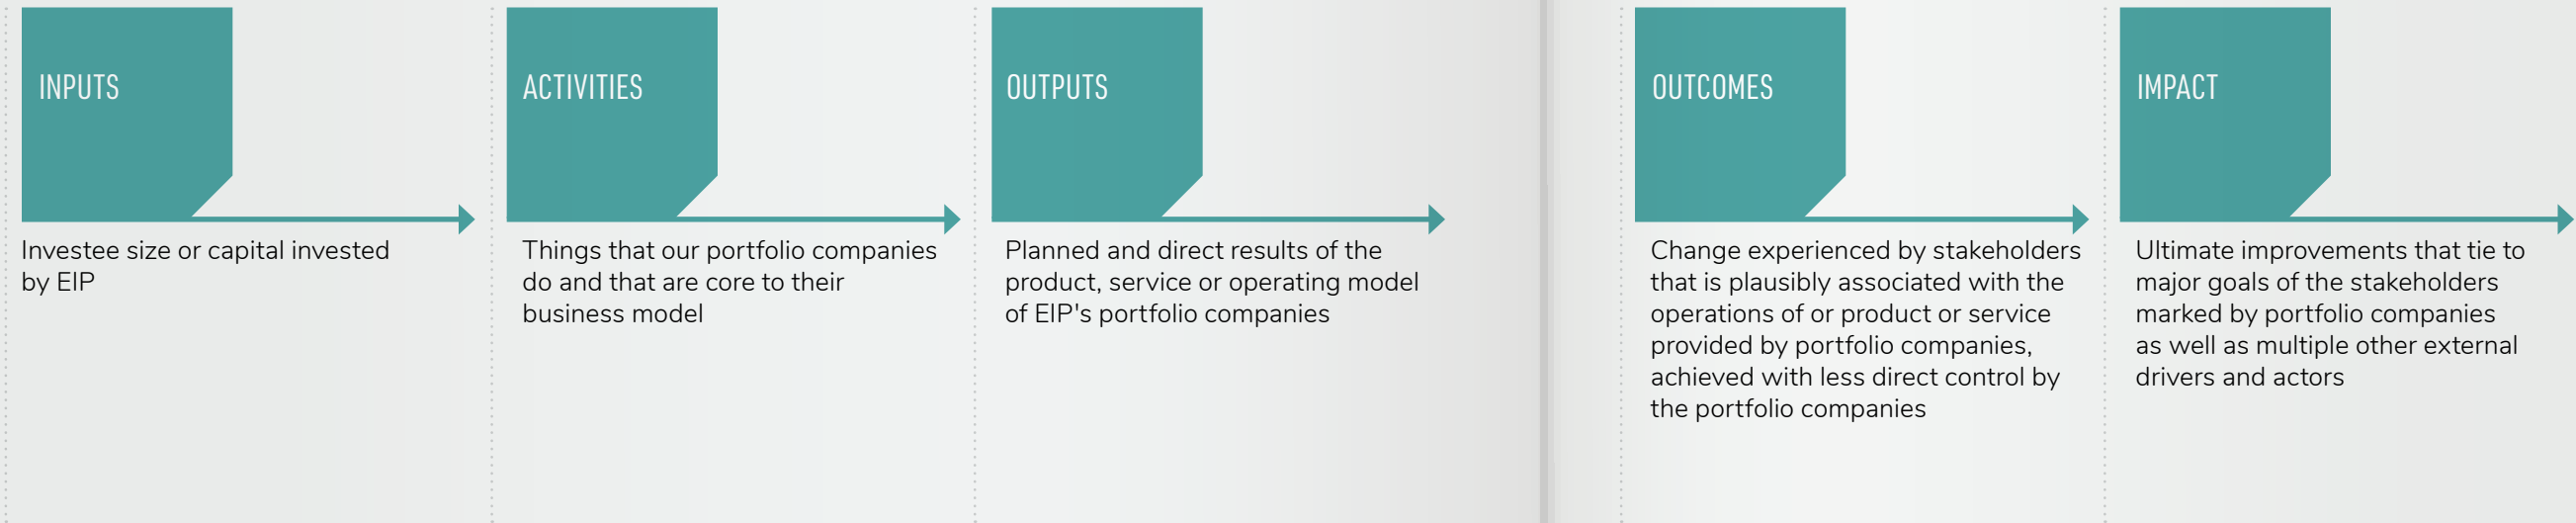 INPUTS
Investee size or capital invested
by EIP
ACTIVITIES
Things that our portfolio companies
do and that are core to their
business model
OUTPUTS
Planned and direct results of the
product, service or operating model
of EIP's portfolio companies
OUTCOMES
Change experienced by stakeholders
that is plausibly associated with the
operations of or product or service
provided by portfolio companies,
achieved with less direct control by
the portfolio companies
IMPACT
Ultimate improvements that tie to
major goals of the stakeholders
marked by portfolio companies
as well as multiple other external
drivers and actors